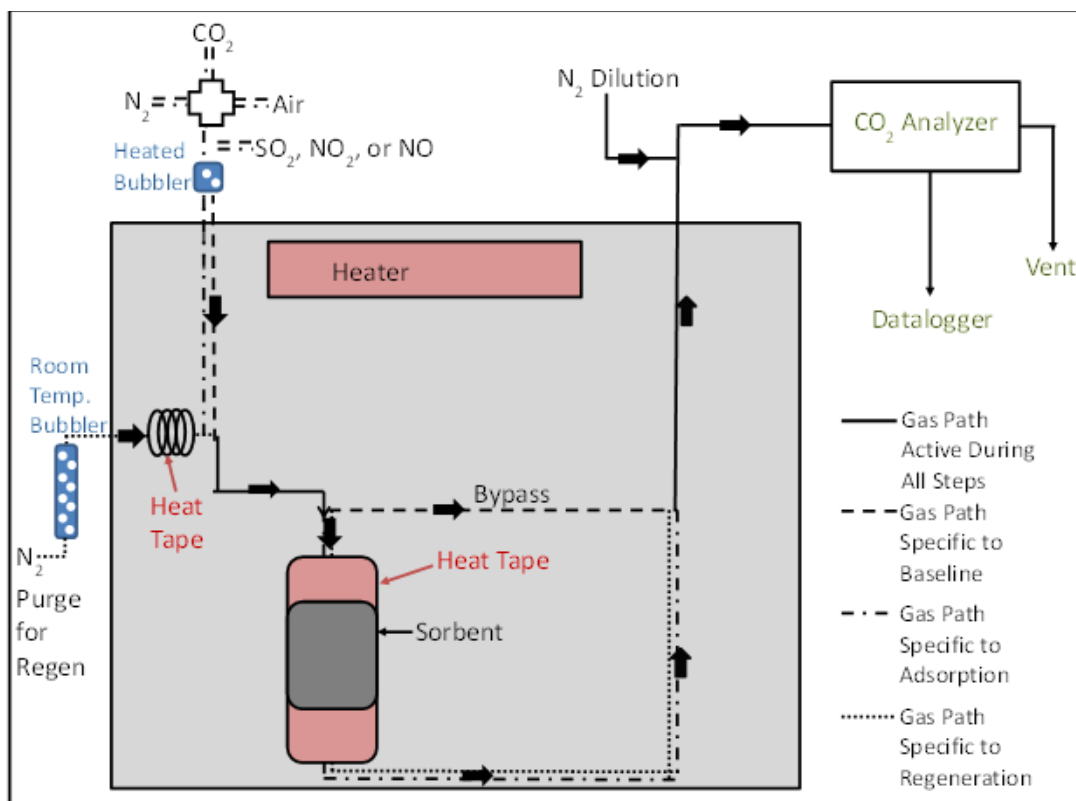 CO₂
N₂
Air
SO₂, NO₂, or NO
Heated
Bubbler
N₂ Dilution
CO₂ Analyzer
Vent
Datalogger
Heater
Room
Temp.
Bubbler
Heat
Tape
N₂
Purge
for
Regen
Bypass
Heat Tape
Sorbent
Gas Path
Active During
All Steps
Gas Path
Specific to
Baseline
Gas Path
Specific to
Adsorption
Gas Path
Specific to
Regeneration